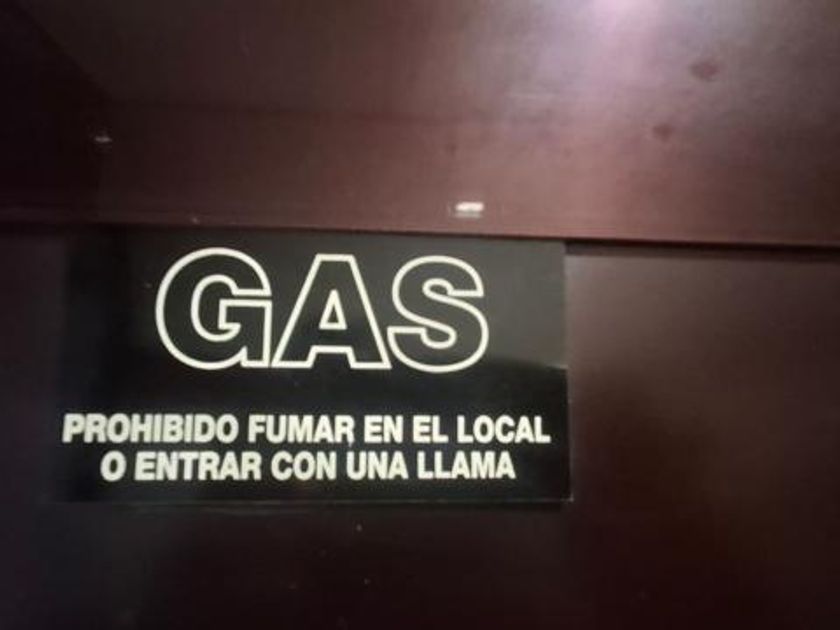 GAS
PROHIBIDO FUMAR EN EL LOCAL
O ENTRAR CON UNA LLAMA